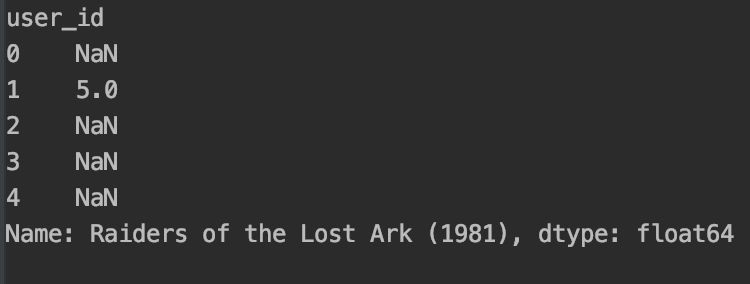 user_id
0    NaN
1    5.0
2    NaN
3    NaN
4    NaN
Name: Raiders of the Lost Ark (1981), dtype: float64